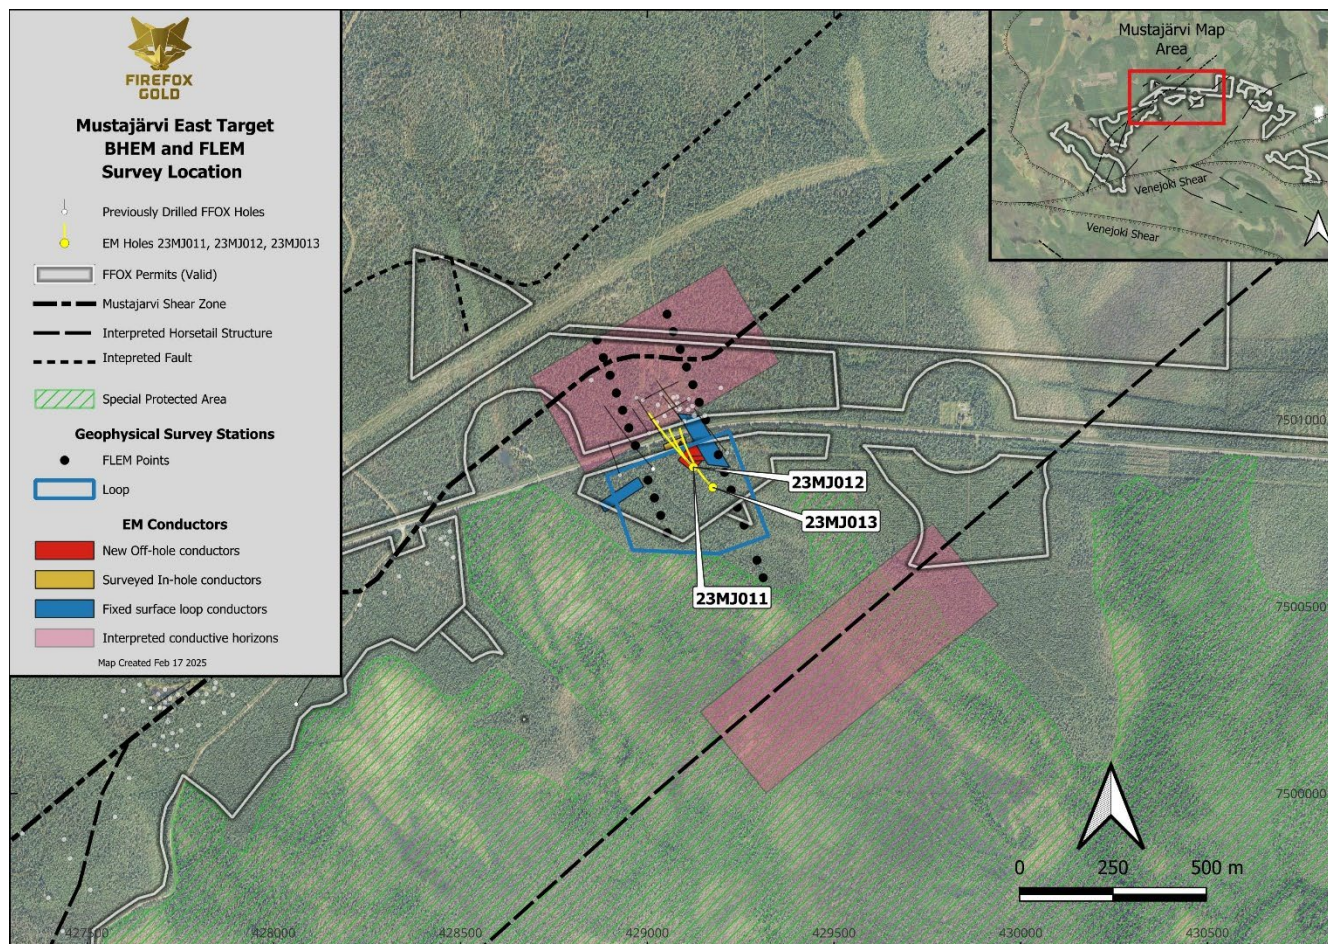 FIREFOX
GOLD
Mustajärvi East Target
BHEM and FLEM
Survey Location
Previously Drilled FFOX Holes
EM Holes 23MJ011, 23MJ012, 23MJ013
FFOX Permits (Valid)
Mustajarvi Shear Zone
Interpreted Horsetail Structure
Intepreted Fault
Special Protected Area
Geophysical Survey Stations
FLEM Points
Loop
EM Conductors
New Off-hole conductors
Surveyed In-hole conductors
Fixed surface loop conductors
Interpreted conductive horizons
Map Created Feb 17 2025
Mustajärvi Map
Area
Venejoki Shear
Venejoki Shear
7501000
23MJ012
23MJ013
23MJ011
7500500
7500000
0 250 500 m
427500 428000 428500 429000 429500 430000 430500